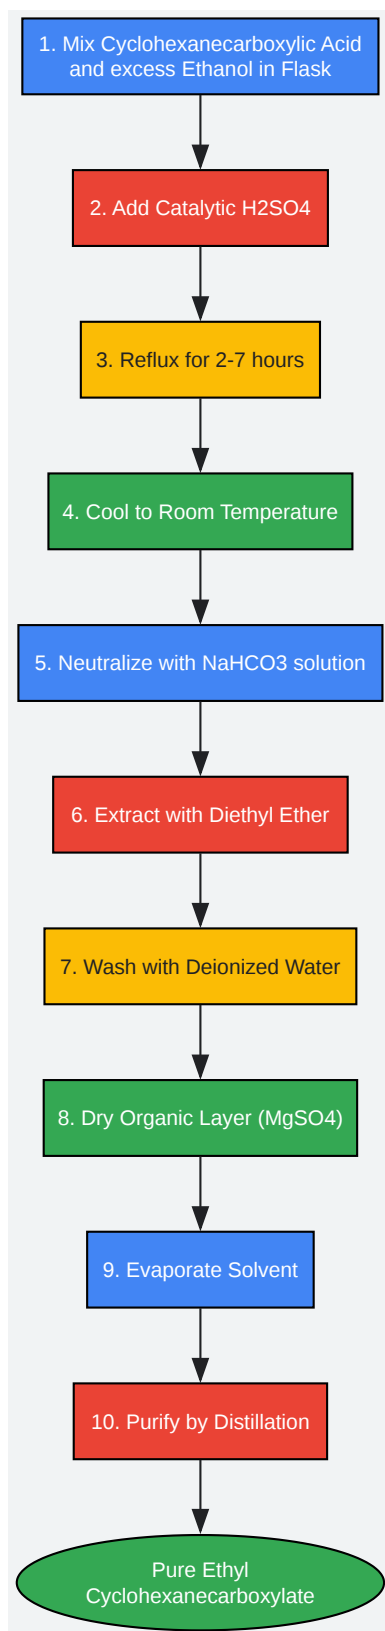 1. Mix Cyclohexanecarboxylic Acid
and excess Ethanol in Flask
2. Add Catalytic H2SO4
3. Reflux for 2-7 hours
4. Cool to Room Temperature
5. Neutralize with NaHCO3 solution
6. Extract with Diethyl Ether
7. Wash with Deionized Water
8. Dry Organic Layer (MgSO4)
9. Evaporate Solvent
10. Purify by Distillation
Pure Ethyl
Cyclohexanecarboxylate